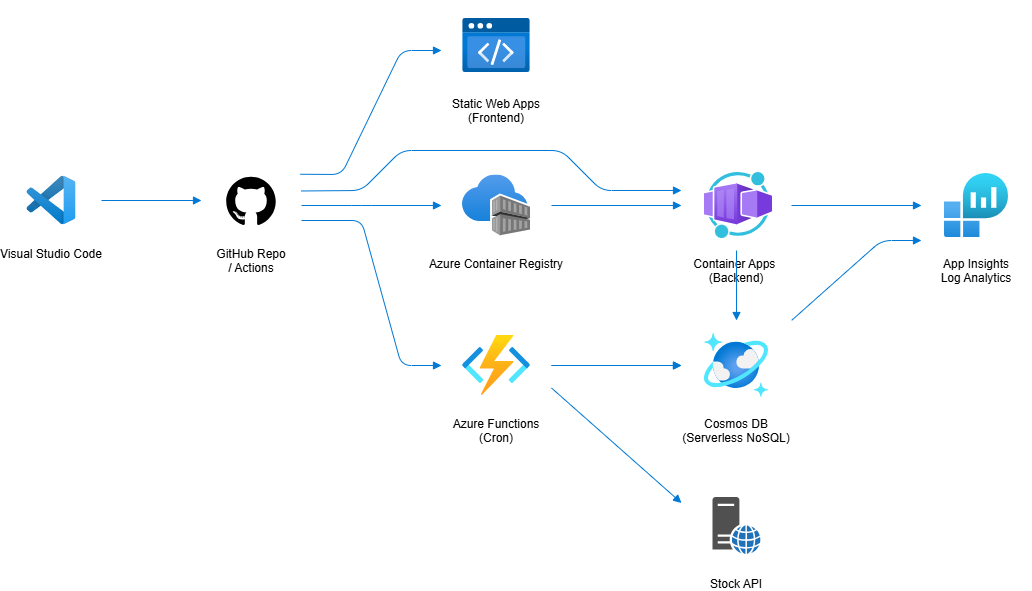 Static Web Apps
(Frontend)
Visual Studio Code
GitHub Repo
/ Actions
Azure Container Registry
Container Apps
(Backend)
App Insights
Log Analytics
Azure Functions
(Cron)
Cosmos DB
(Serverless NoSQL)
Stock API